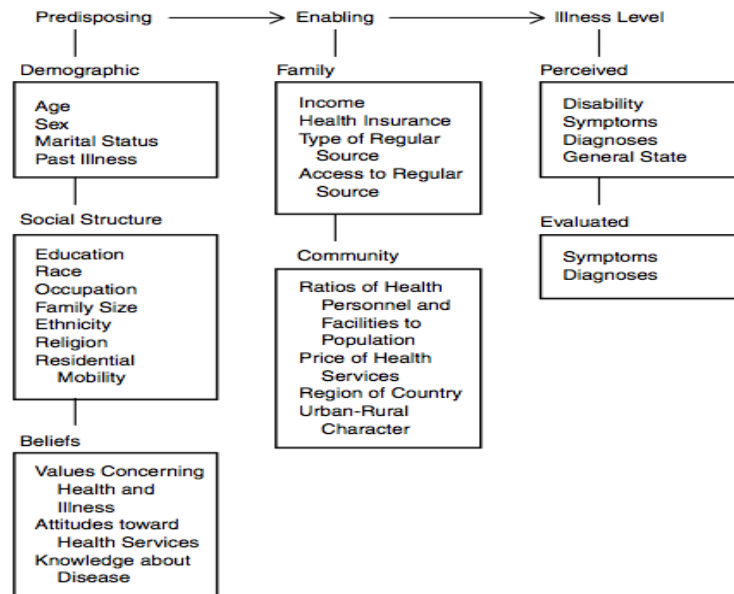 Predisposing Enabling Illness Level
Demographic
Age
Sex
Marital Status
Past Illness
Social Structure
Education
Race
Occupation
Family Size
Ethnicity
Religion
Residential
Mobility
Beliefs
Values Concerning
Health and
Illness
Attitudes toward
Health Services
Knowledge about
Disease
Family
Income
Health Insurance
Type of Regular
Source
Access to Regular
Source
Community
Ratios of Health
Personnel and
Facilities to
Population
Price of Health
Services
Region of Country
Urban-Rural
Character
Perceived
Disability
Symptoms
Diagnoses
General State
Evaluated
Symptoms
Diagnoses